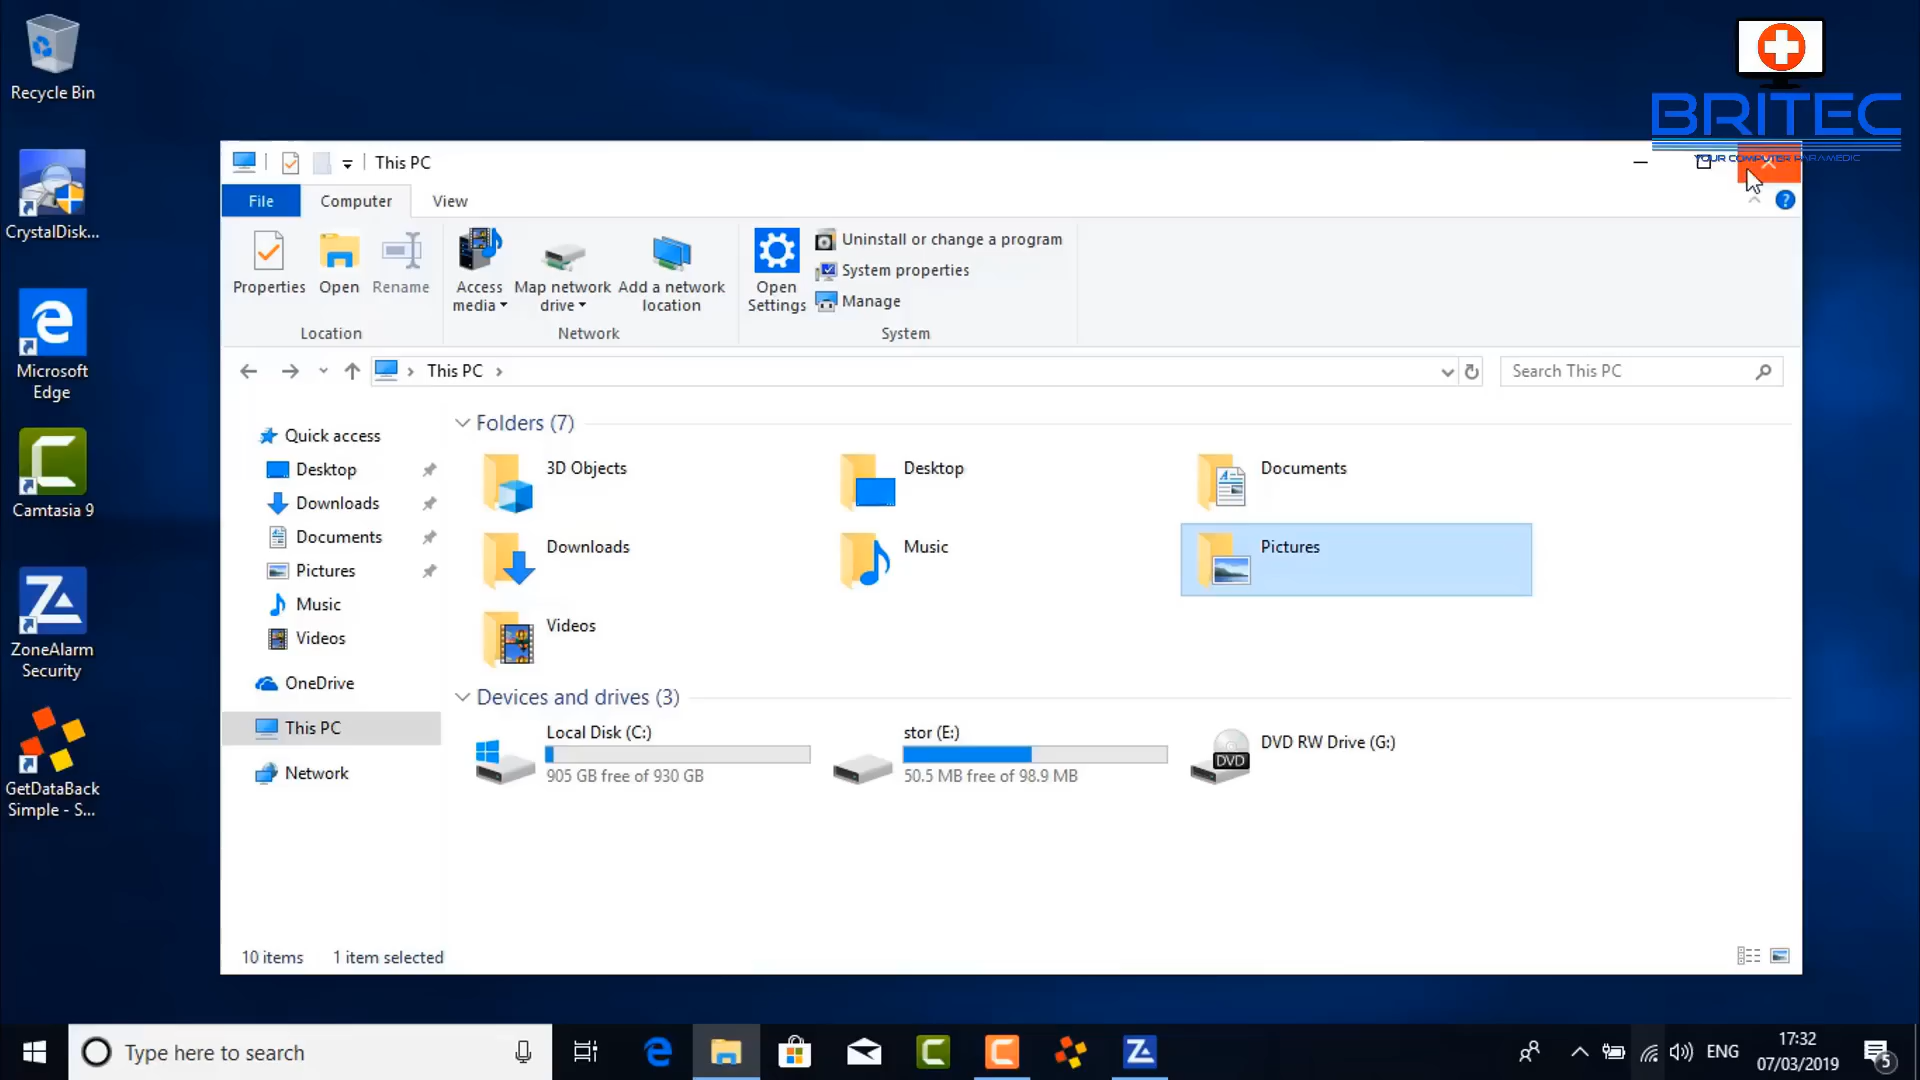 Recycle Bin
CrystalDisk...
Microsoft
Edge
Camtasia 9
ZoneAlarm
Security
GetDataBack
Simple - S...
BRITEC
YOUR COMPUTER PARAMEDIC
This PC
File
Computer
View
Properties
Open
Rename
Location
Access
media
Map network
drive
Add a network
location
Network
Open
Settings
Uninstall or change a program
System properties
Manage
System
This PC
Search This PC
Quick access
Desktop
Downloads
Documents
Pictures
Music
Videos
OneDrive
This PC
Network
Folders (7)
3D Objects
Desktop
Documents
Downloads
Music
Pictures
Videos
Devices and drives (3)
Local Disk (C:)
905 GB free of 930 GB
stor (E:)
50.5 MB free of 98.9 MB
DVD
DVD RW Drive (G:)
10 items
1 item selected
Type here to search
ENG
17:32
07/03/2019
5